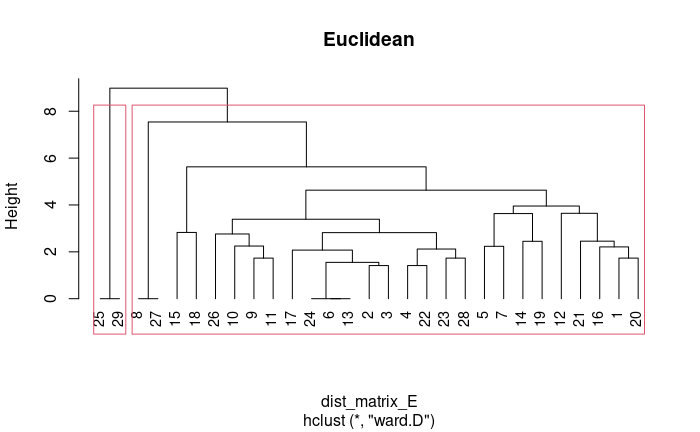 Euclidean
Height
8
6
4
2
0
25 29 8 27 15 18 26 10 9 11 17 24 6 13 2 3 4 22 23 28 5 7 14 19 12 21 16 1 20
dist_matrix_E
hclust (*, "ward.D")